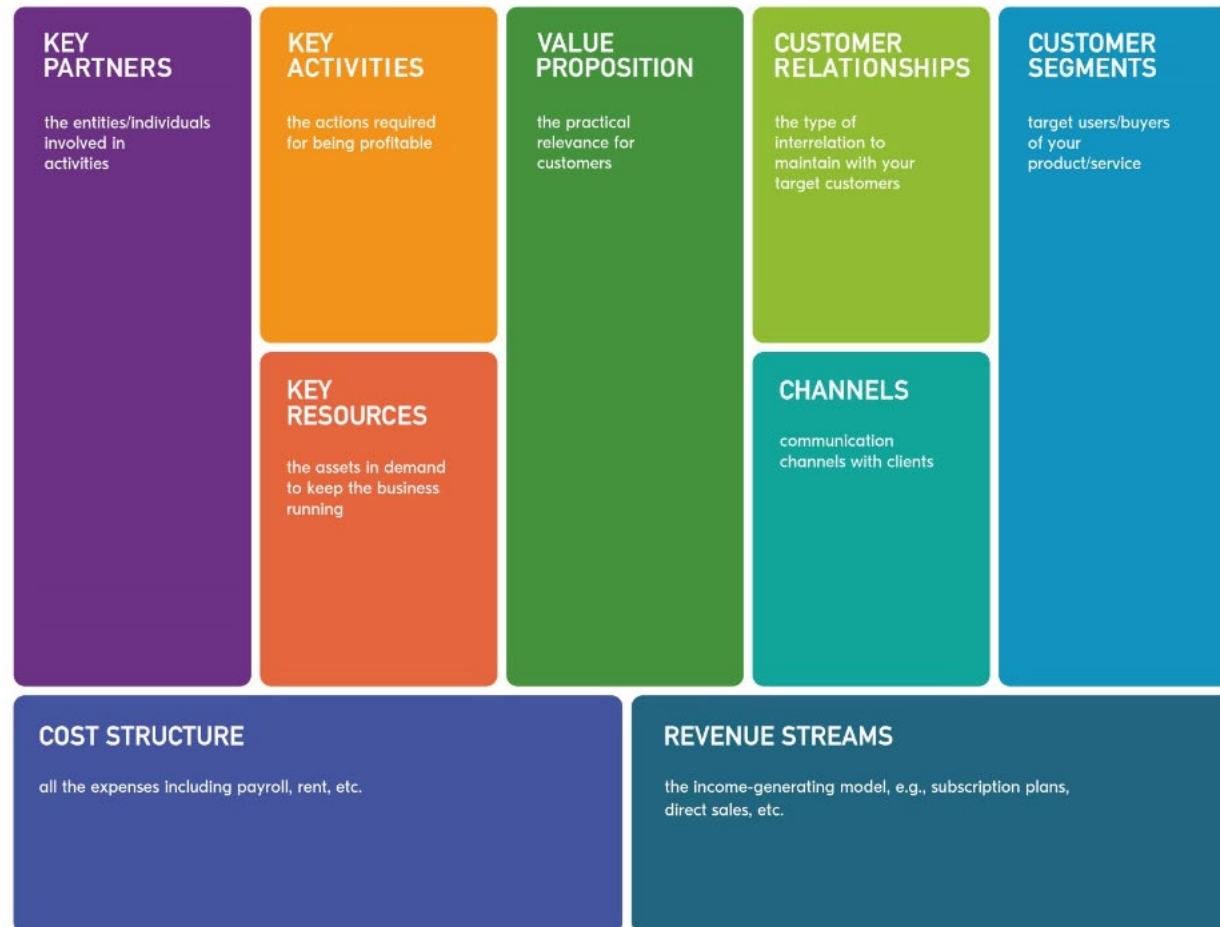 KEY
PARTNERS
the entities/individuals
involved in
activities
KEY
ACTIVITIES
the actions required
for being profitable
KEY
RESOURCES
the assets in demand
to keep the business
running
VALUE
PROPOSITION
the practical
relevance for
customers
CUSTOMER
RELATIONSHIPS
the type of
interrelation to
maintain with your
target customers
CHANNELS
communication
channels with clients
CUSTOMER
SEGMENTS
target users/buyers
of your
product/service
COST STRUCTURE
all the expenses including payroll, rent, etc.
REVENUE STREAMS
the income-generating model, e.g., subscription plans,
direct sales, etc.